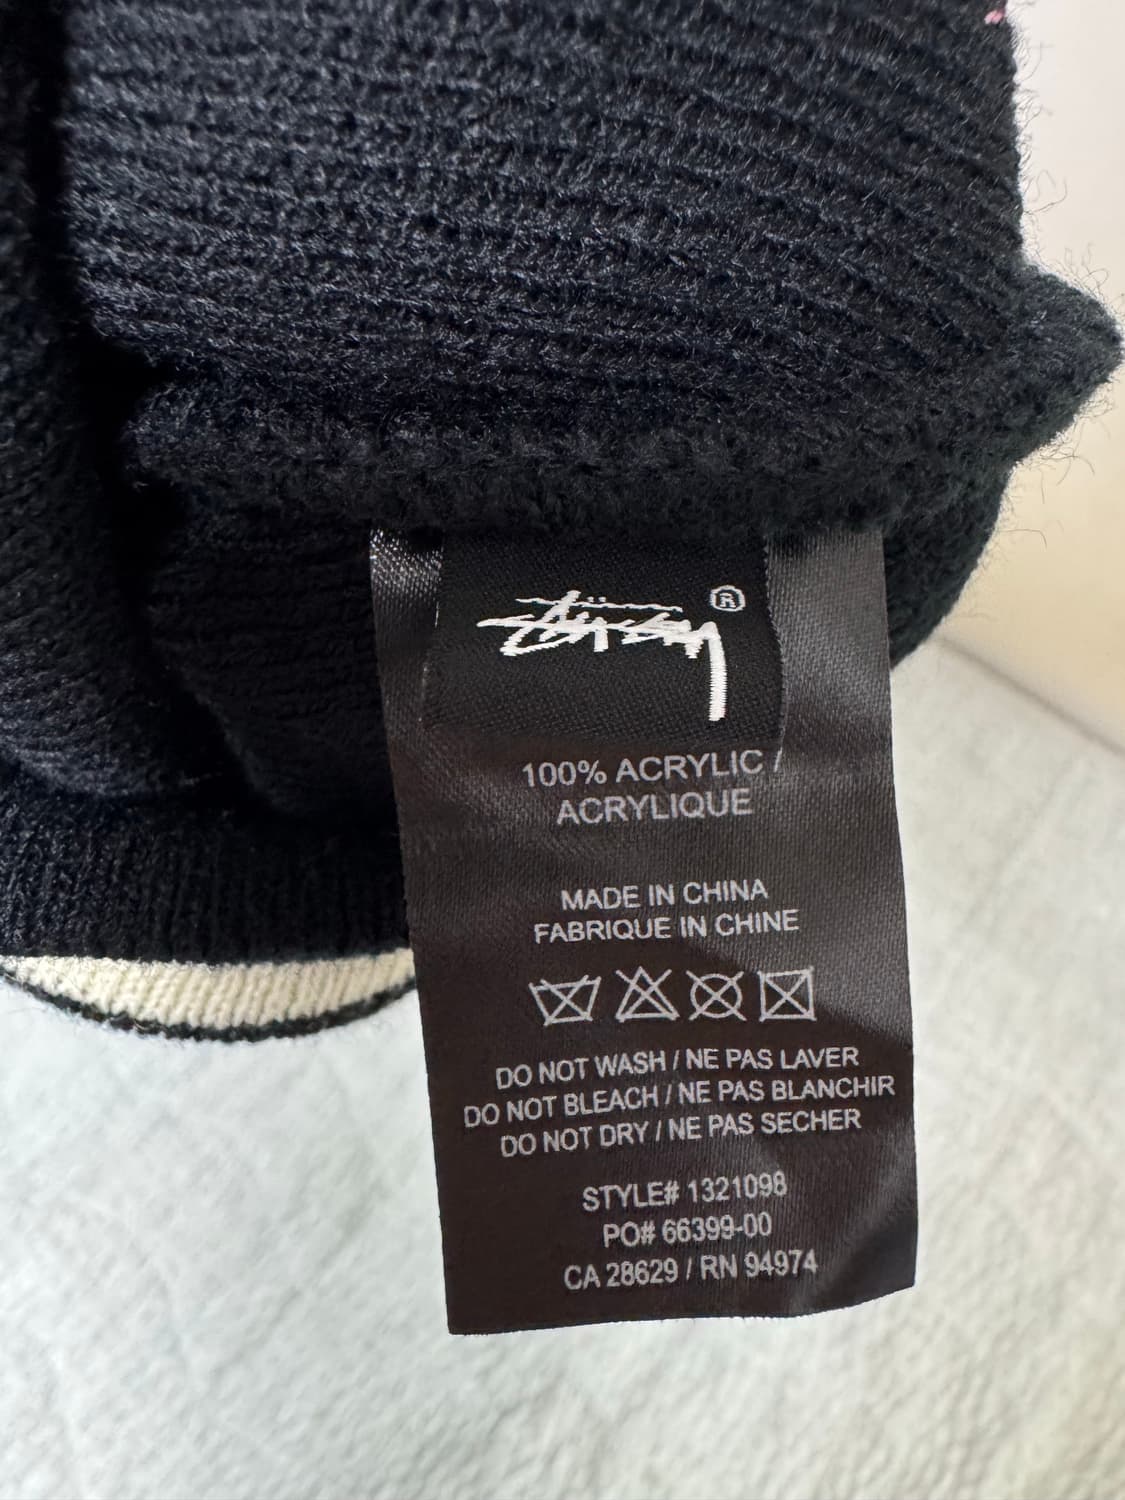 Stüssy ®
100% ACRYLIC /
ACRYLIQUE
MADE IN CHINA
FABRIQUE IN CHINE
DO NOT WASH / NE PAS LAVER
DO NOT BLEACH / NE PAS BLANCHIR
DO NOT DRY / NE PAS SECHER
STYLE# 1321098
PO# 66399-00
CA 28629 / RN 94974